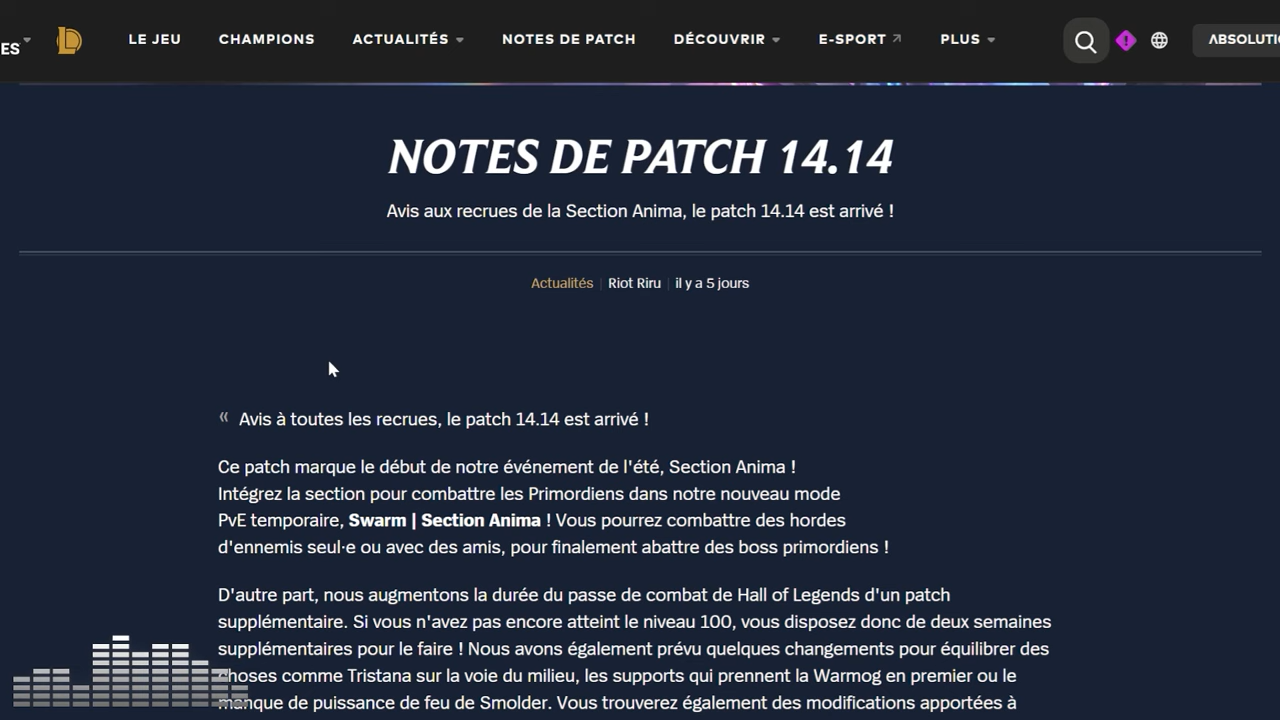 ES
LE JEU CHAMPIONS ACTUALITÉS NOTES DE PATCH DÉCOUVRIR E-SPORT PLUS
NOTES DE PATCH 14.14
Avis aux recrues de la Section Anima, le patch 14.14 est arrivé !
Actualités | Riot Riru | il y a 5 jours
« Avis à toutes les recrues, le patch 14.14 est arrivé !
Ce patch marque le début de notre événement de l'été, Section Anima !
Intégrez la section pour combattre les Primordiens dans notre nouveau mode
PvE temporaire, Swarm | Section Anima ! Vous pourrez combattre des hordes
d'ennemis seul·e ou avec des amis, pour finalement abattre des boss primordiens !
D'autre part, nous augmentons la durée du passe de combat de Hall of Legends d'un patch
supplémentaire. Si vous n'avez pas encore atteint le niveau 100, vous disposez donc de deux semaines
supplémentaires pour le faire ! Nous avons également prévu quelques changements pour équilibrer des
choses comme Tristana sur la voie du milieu, les supports qui prennent la Warmog en premier ou le
manque de puissance de feu de Smolder. Vous trouverez également des modifications apportées à